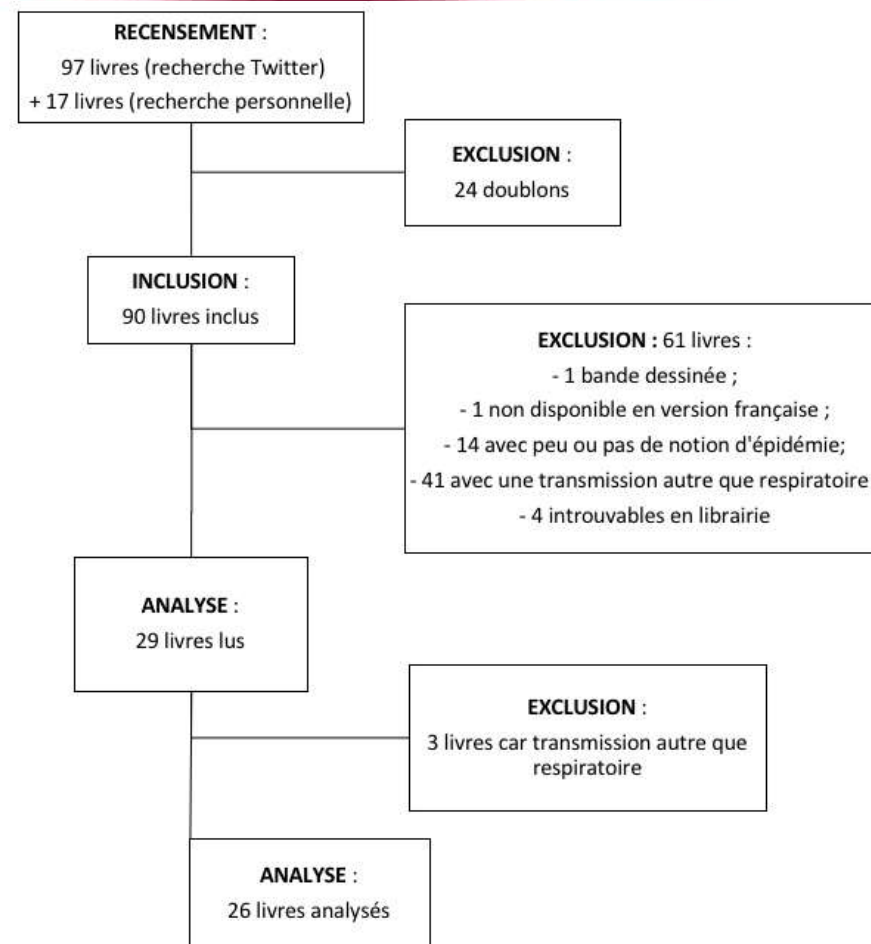 RECENSEMENT :
97 livres (recherche Twitter)
+ 17 livres (recherche personnelle)
EXCLUSION :
24 doublons
INCLUSION :
90 livres inclus
EXCLUSION : 61 livres :
- 1 bande dessinée ;
- 1 non disponible en version française ;
- 14 avec peu ou pas de notion d'épidémie;
- 41 avec une transmission autre que respiratoire
- 4 introuvables en librairie
ANALYSE :
29 livres lus
EXCLUSION :
3 livres car transmission autre que
respiratoire
ANALYSE :
26 livres analysés